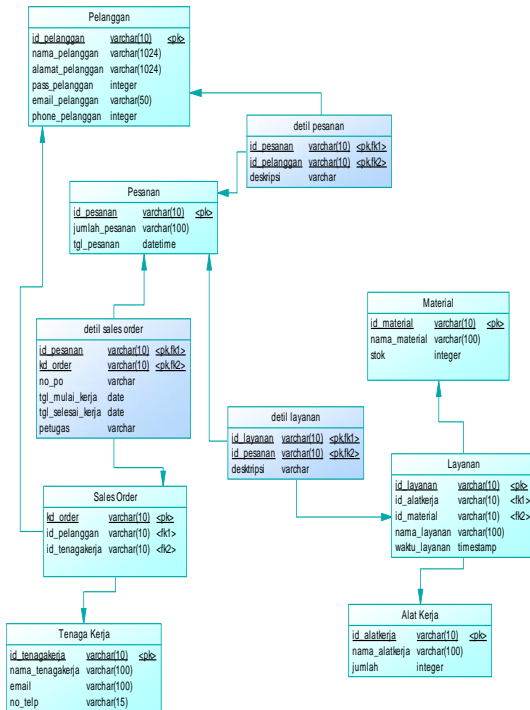 Pelanggan
id_pelanggan varchar(10) <pk>
nama_pelanggan varchar(1024)
alamat_pelanggan varchar(1024)
pass_pelanggan integer
email_pelanggan varchar(50)
phone_pelanggan integer
detil pesanan
id_pesanan varchar(10) <pk,fk1>
id_pelanggan varchar(10) <pk,fk2>
deskripsi varchar
Pesanan
id_pesanan varchar(10) <pk>
jumlah_pesanan varchar(100)
tgl_pesanan datetime
Material
id_material varchar(10) <pk>
nama_material varchar(100)
stok integer
detil sales order
id_pesanan varchar(10) <pk,fk1>
kd_order varchar(10) <pk,fk2>
no_po varchar
tgl_mulai_kerja date
tgl_selesai_kerja date
petugas varchar
detil layanan
id_layanan varchar(10) <pk,fk1>
id_pesanan varchar(10) <pk,fk2>
desktripsi varchar
Layanan
id_layanan varchar(10) <pk>
id_alatkerja varchar(10) <fk1>
id_material varchar(10) <fk2>
nama_layanan varchar(100)
waktu_layanan timestamp
Sales Order
kd_order varchar(10) <pk>
id_pelanggan varchar(10) <fk1>
id_tenagakerja varchar(10) <fk2>
Alat Kerja
id_alatkerja varchar(10) <pk>
nama_alatkerja varchar(100)
jumlah integer
Tenaga Kerja
id_tenagakerja varchar(10) <pk>
nama_tenagakerja varchar(100)
email varchar(100)
no_telp varchar(15)